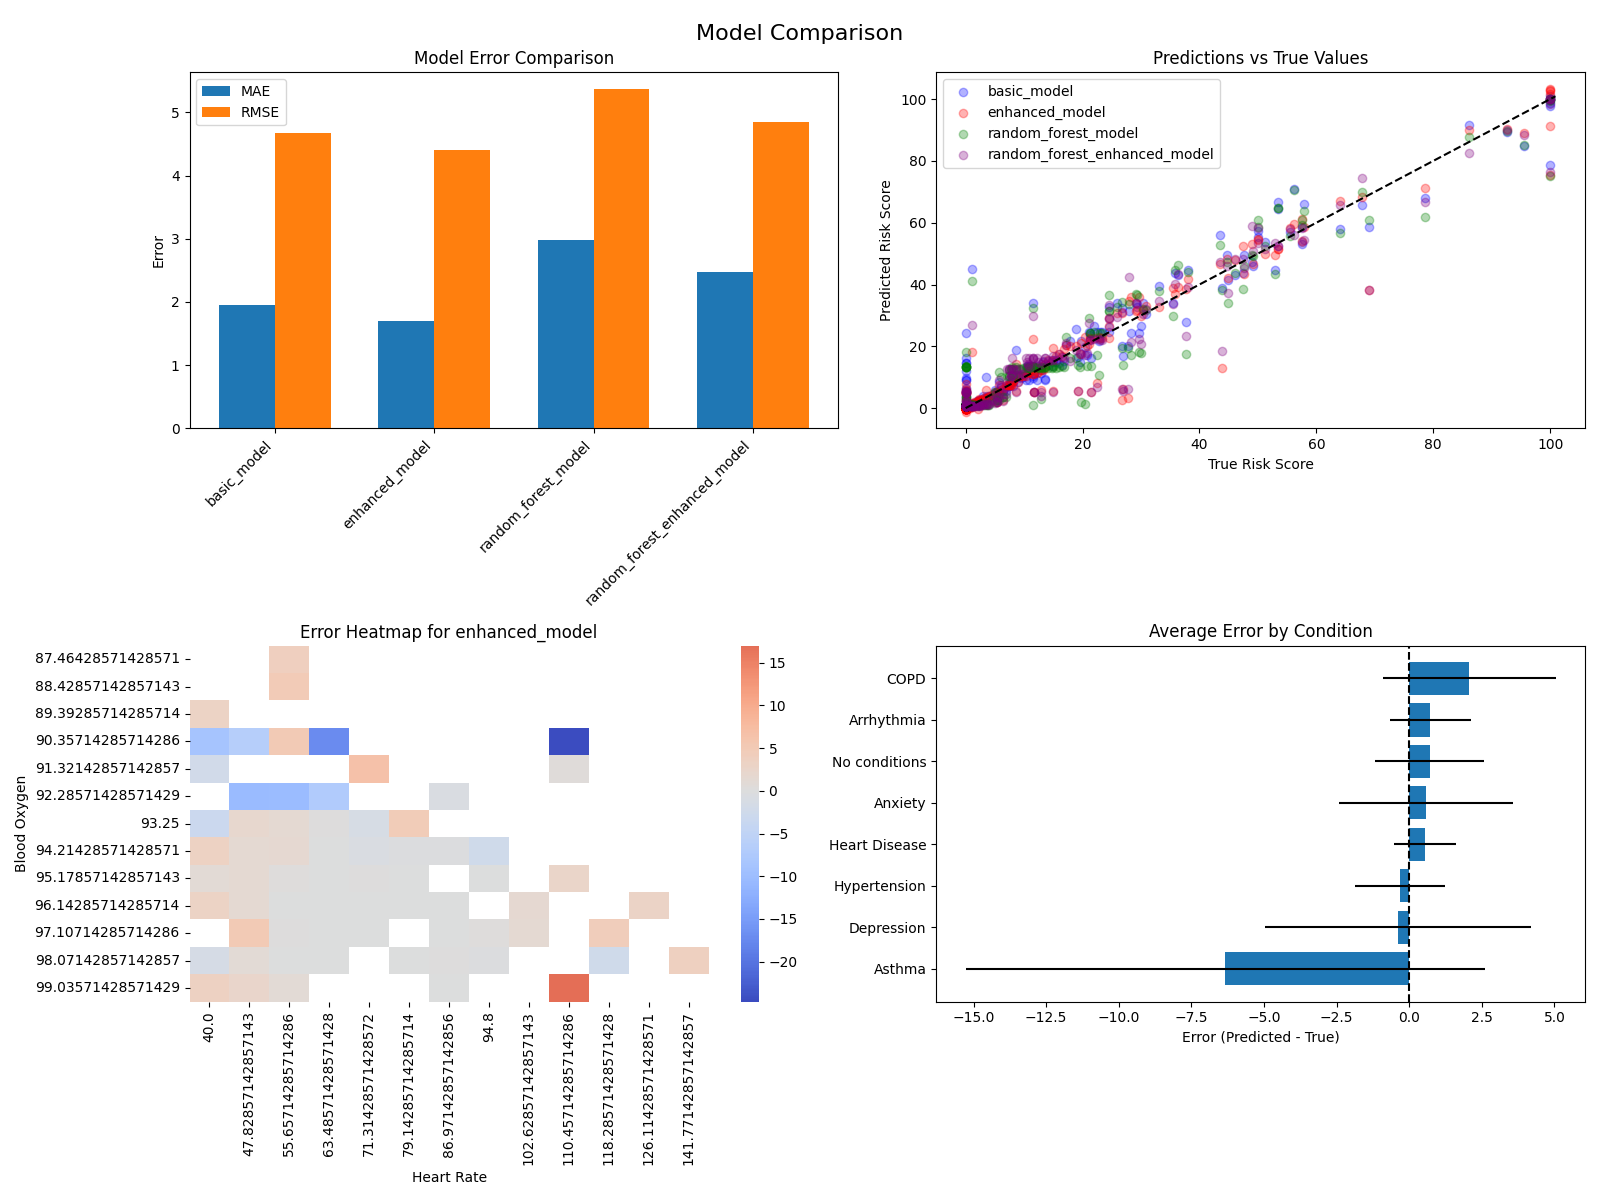 Model Comparison
Model Error Comparison
MAE
RMSE
Error
0
1
2
3
4
5
basic_model
enhanced_model
random_forest_model
random_forest_enhanced_model
Predictions vs True Values
basic_model
enhanced_model
random_forest_model
random_forest_enhanced_model
Predicted Risk Score
100
80
60
40
20
0
0 20 40 60 80 100
True Risk Score
Error Heatmap for enhanced_model
Blood Oxygen
87.46428571428571
88.42857142857143
89.39285714285714
90.35714285714286
91.32142857142857
92.28571428571429
93.25
94.21428571428571
95.17857142857143
96.14285714285714
97.10714285714286
98.07142857142857
99.03571428571429
40.0
47.82857142857143
55.65714285714286
63.48571428571428
71.31428571428572
79.14285714285714
86.97142857142856
94.8
102.62857142857143
110.45714285714286
118.28571428571428
126.11428571428571
141.77142857142857
Heart Rate
15
10
5
0
−5
−10
−15
−20
Average Error by Condition
COPD
Arrhythmia
No conditions
Anxiety
Heart Disease
Hypertension
Depression
Asthma
−15.0 −12.5 −10.0 −7.5 −5.0 −2.5 0.0 2.5 5.0
Error (Predicted - True)